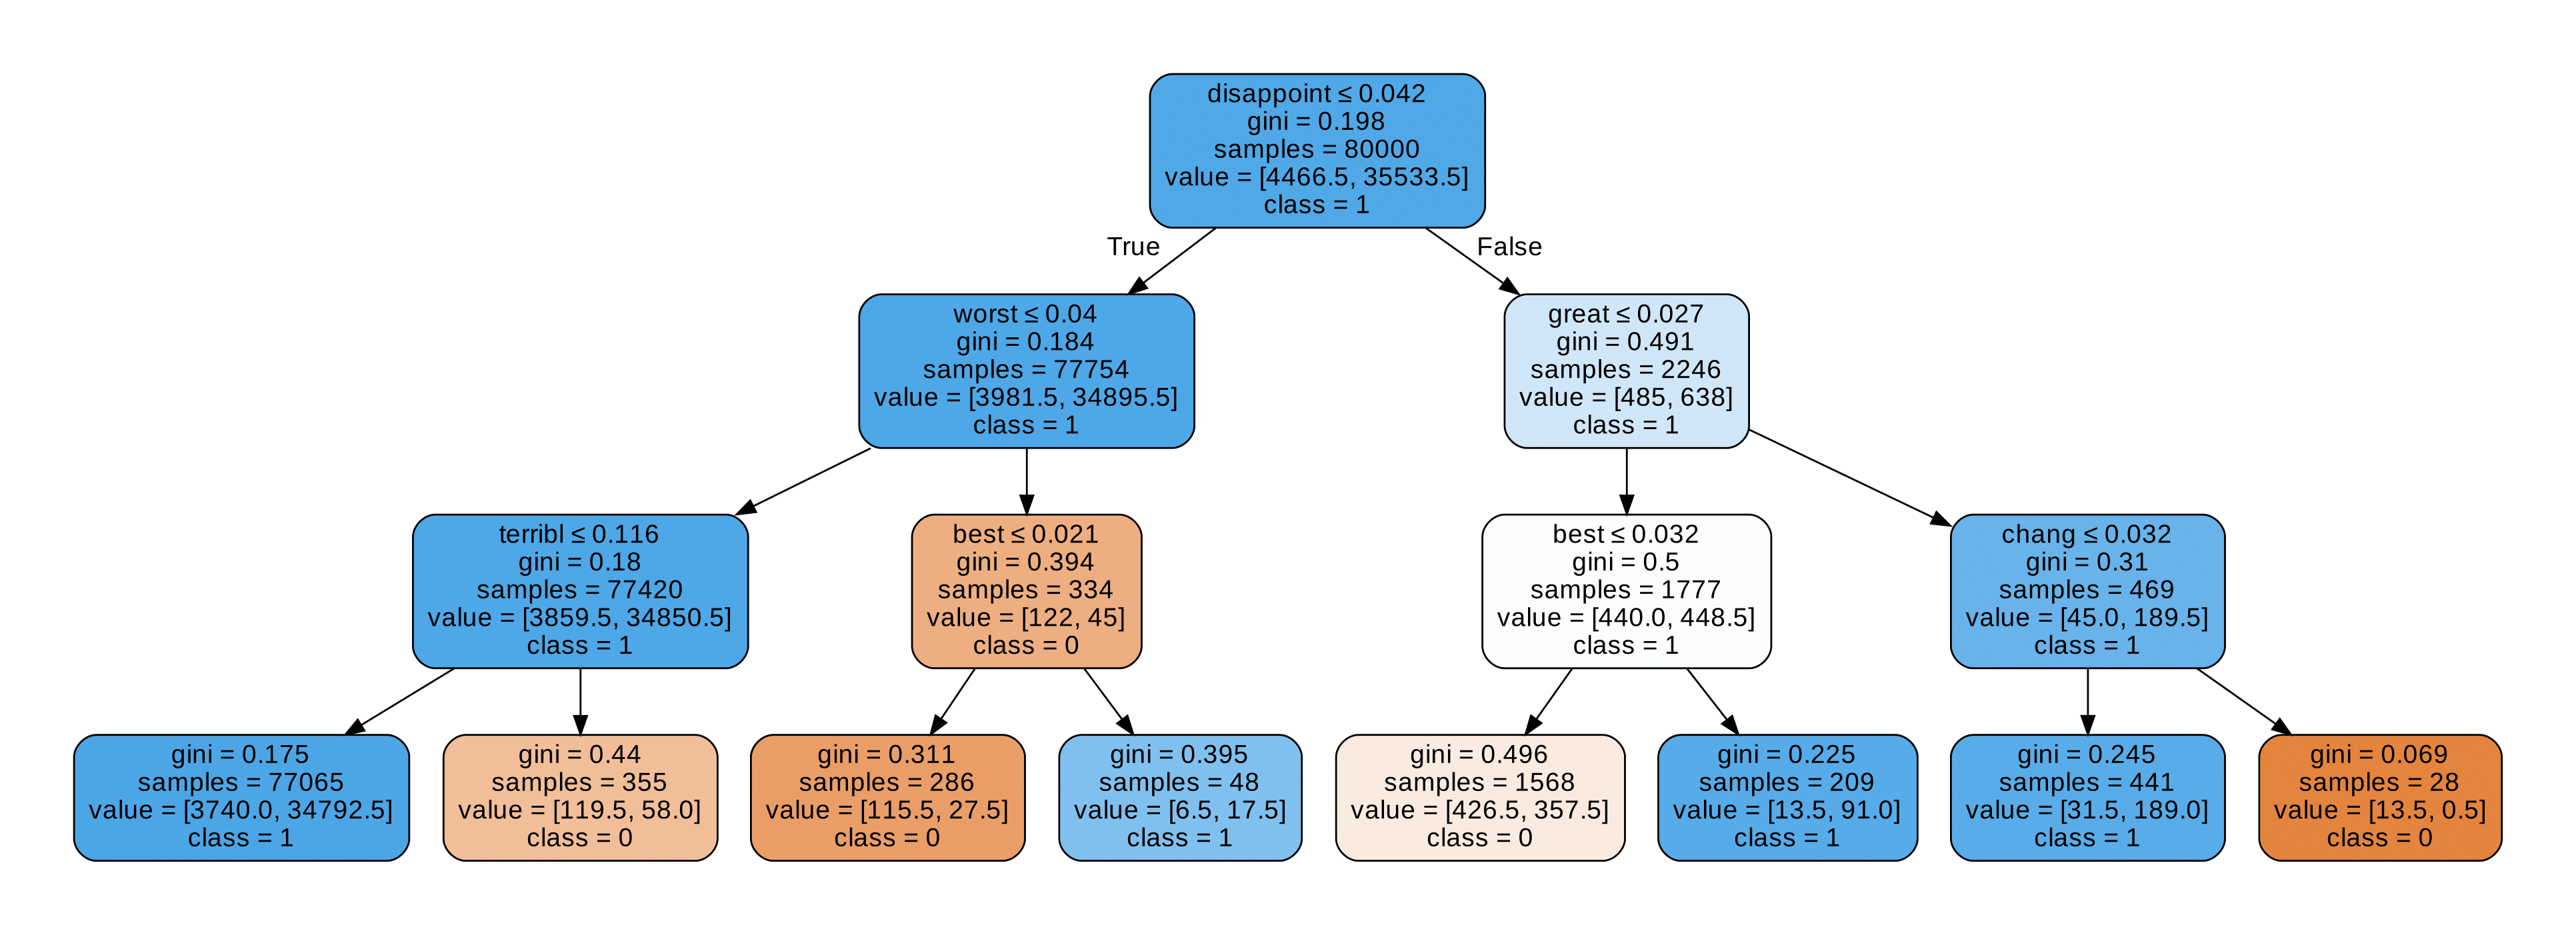 disappoint ≤ 0.042
gini = 0.198
samples = 80000
value = [4466.5, 35533.5]
class = 1
True
False
worst ≤ 0.04
gini = 0.184
samples = 77754
value = [3981.5, 34895.5]
class = 1
great ≤ 0.027
gini = 0.491
samples = 2246
value = [485, 638]
class = 1
terribl ≤ 0.116
gini = 0.18
samples = 77420
value = [3859.5, 34850.5]
class = 1
best ≤ 0.021
gini = 0.394
samples = 334
value = [122, 45]
class = 0
best ≤ 0.032
gini = 0.5
samples = 1777
value = [440.0, 448.5]
class = 1
chang ≤ 0.032
gini = 0.31
samples = 469
value = [45.0, 189.5]
class = 1
gini = 0.175
samples = 77065
value = [3740.0, 34792.5]
class = 1
gini = 0.44
samples = 355
value = [119.5, 58.0]
class = 0
gini = 0.311
samples = 286
value = [115.5, 27.5]
class = 0
gini = 0.395
samples = 48
value = [6.5, 17.5]
class = 1
gini = 0.496
samples = 1568
value = [426.5, 357.5]
class = 0
gini = 0.225
samples = 209
value = [13.5, 91.0]
class = 1
gini = 0.245
samples = 441
value = [31.5, 189.0]
class = 1
gini = 0.069
samples = 28
value = [13.5, 0.5]
class = 0